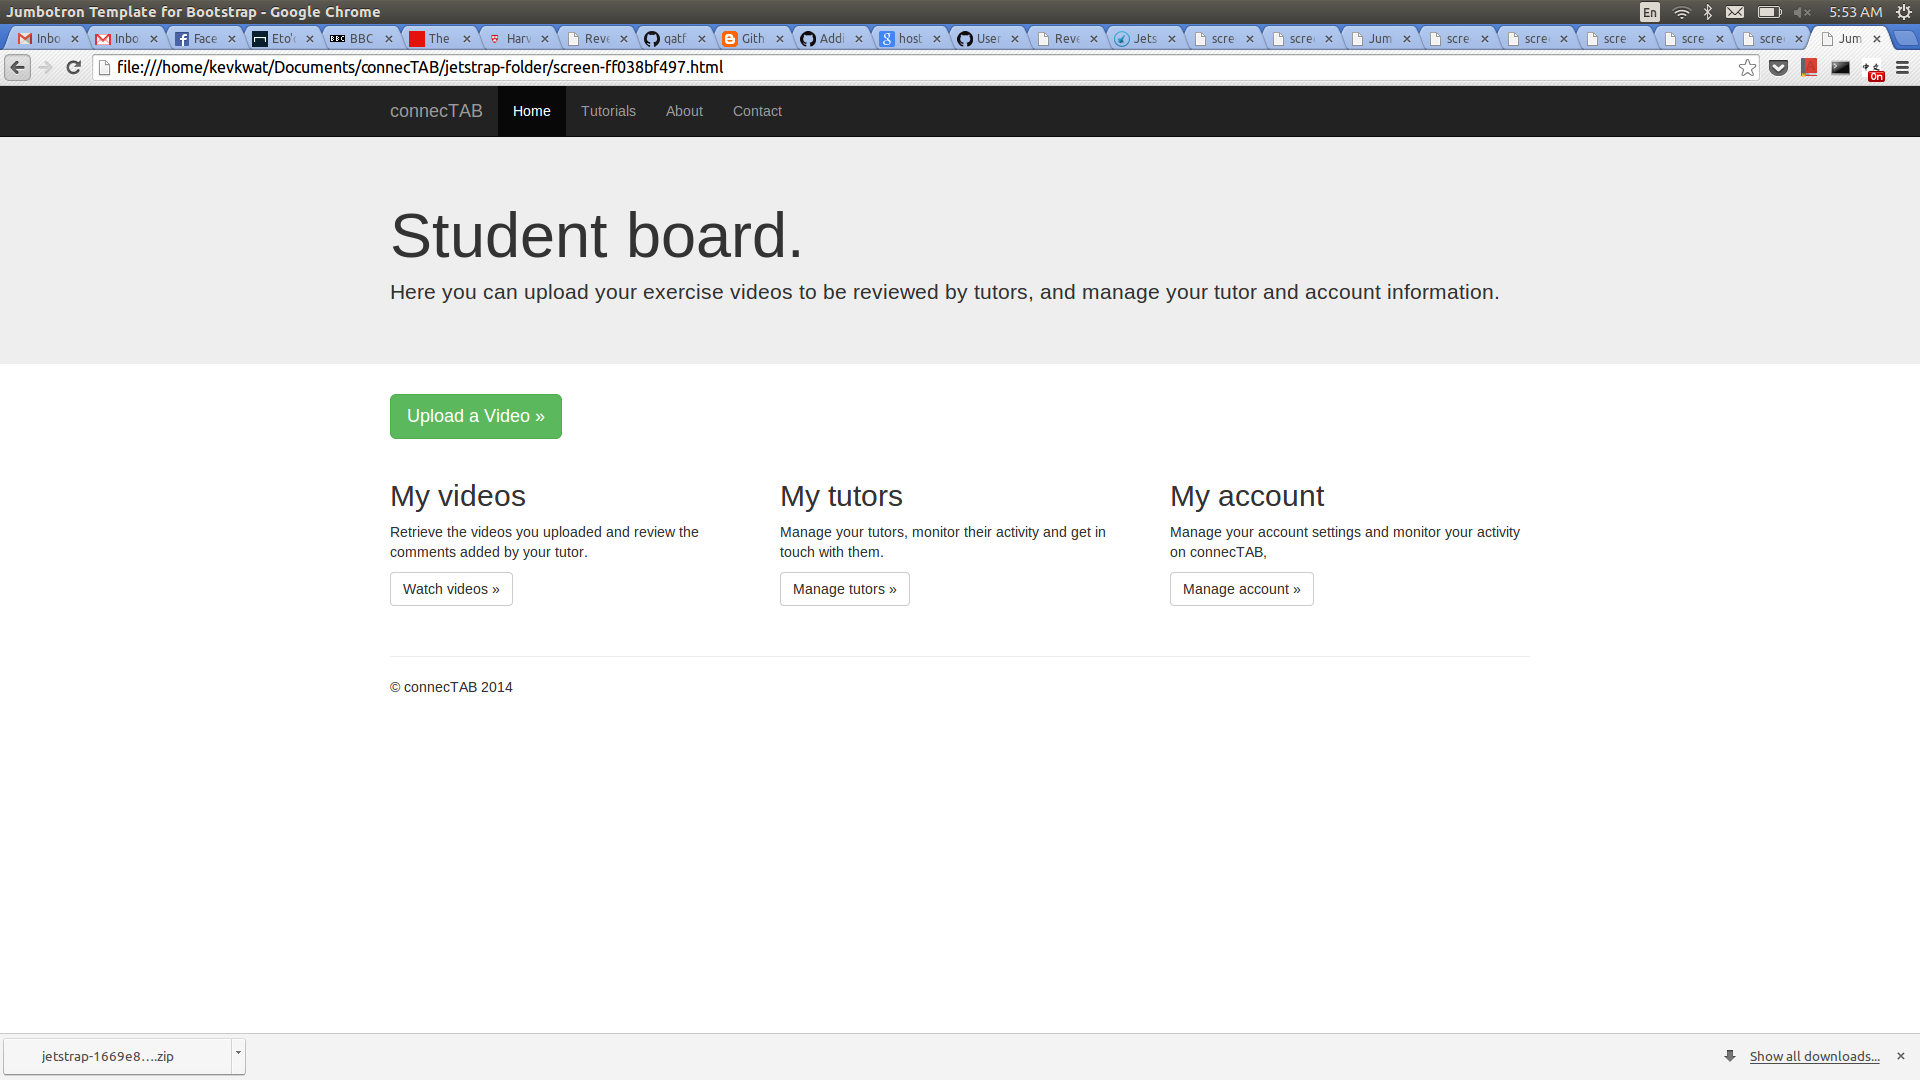 Jumbotron Template for Bootstrap - Google Chrome
En
5:53 AM
Inbo
Inbo
Face
Eto'
BBC BBC
The
Harv
Reve
qatf
Gith
Addi
host
User
Reve
Jets
scre
scre
Jum
scre
scre
scre
scre
scre
Jum
file:///home/kevkwat/Documents/connecTAB/jetstrap-folder/screen-ff038bf497.html
On
connecTAB
Home
Tutorials
About
Contact
Student board.
Here you can upload your exercise videos to be reviewed by tutors, and manage your tutor and account information.
Upload a Video »
My videos
Retrieve the videos you uploaded and review the
comments added by your tutor.
Watch videos »
My tutors
Manage your tutors, monitor their activity and get in
touch with them.
Manage tutors »
My account
Manage your account settings and monitor your activity
on connecTAB,
Manage account »
© connecTAB 2014
jetstrap-1669e8....zip
Show all downloads...